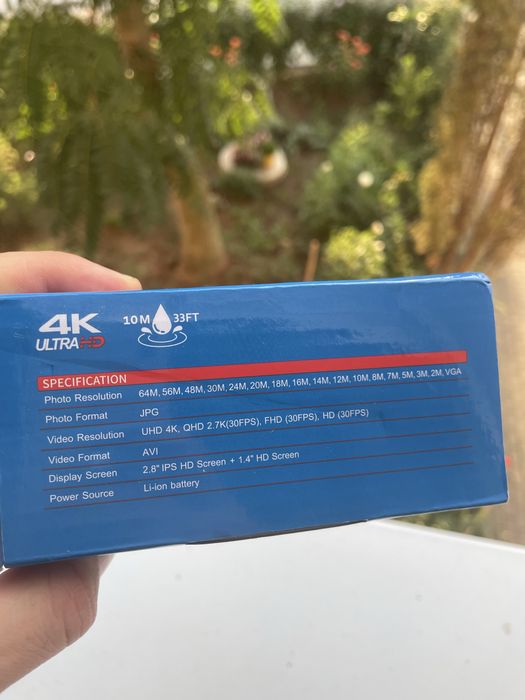 4K
ULTRA HD
10M 33FT
SPECIFICATION
Photo Resolution 64M, 56M, 48M, 30M, 24M, 20M, 18M, 16M, 14M, 12M, 10M, 8M, 7M, 5M, 3M, 2M, VGA
Photo Format JPG
Video Resolution UHD 4K, QHD 2.7K(30FPS), FHD (30FPS), HD (30FPS)
Video Format AVI
Display Screen 2.8" IPS HD Screen + 1.4" HD Screen
Power Source Li-ion battery